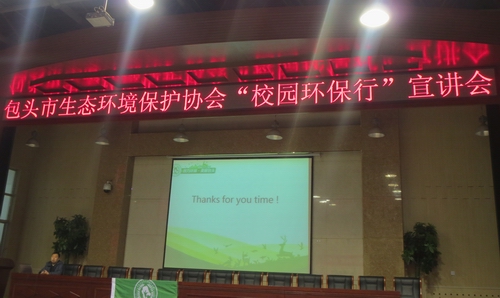 包头市生态环境保护协会“校园环保行”宣讲会
Thanks for you time !